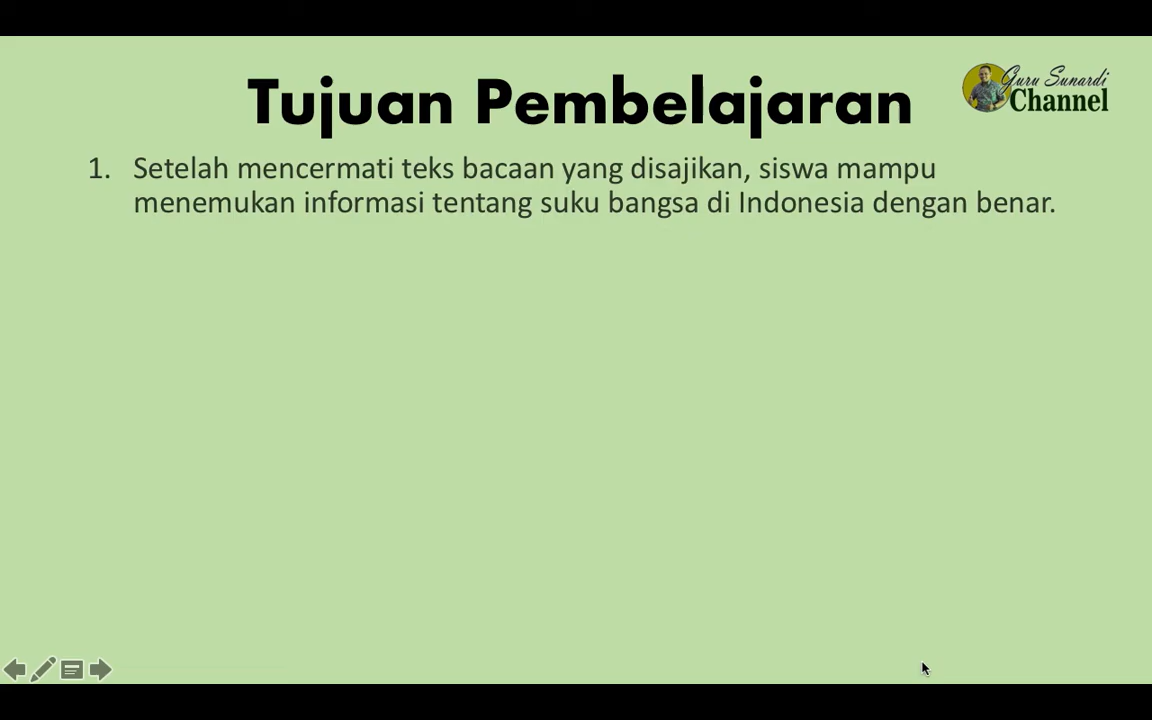 Tujuan Pembelajaran
Guru Sunardi
Channel
1. Setelah mencermati teks bacaan yang disajikan, siswa mampu
menemukan informasi tentang suku bangsa di Indonesia dengan benar.